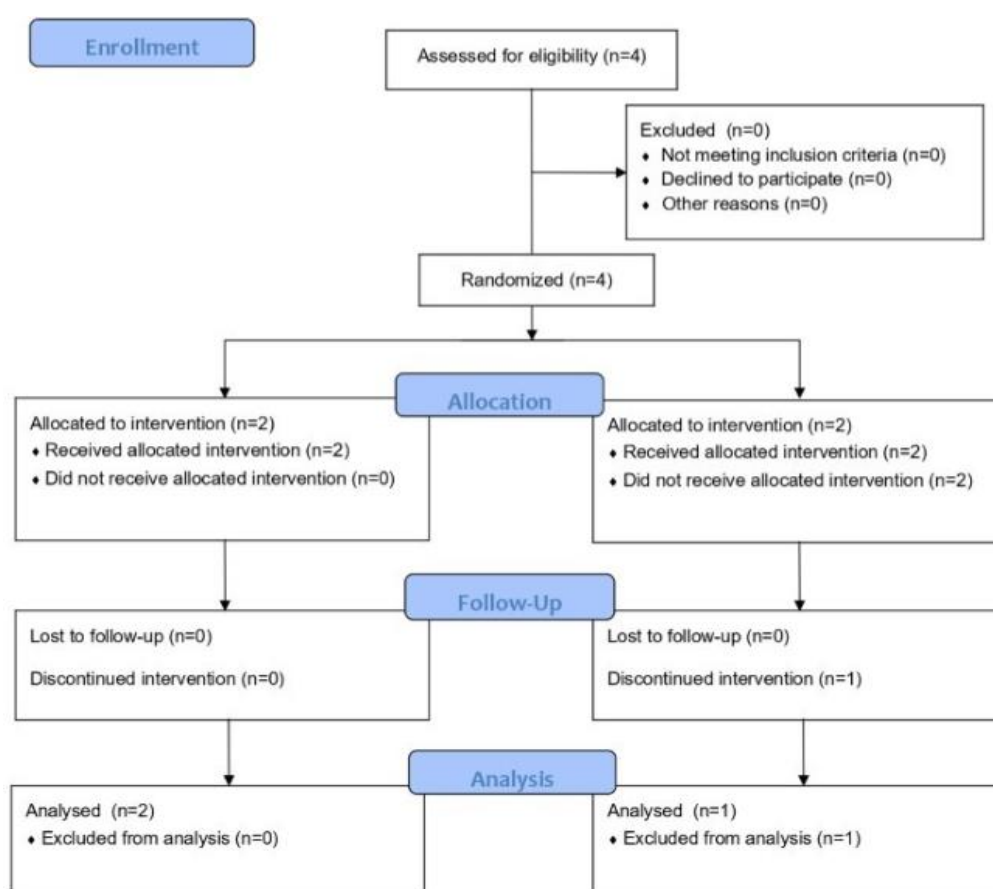 Enrollment
Assessed for eligibility (n=4)
Excluded (n=0)
♦ Not meeting inclusion criteria (n=0)
♦ Declined to participate (n=0)
♦ Other reasons (n=0)
Randomized (n=4)
Allocation
Allocated to intervention (n=2)
♦ Received allocated intervention (n=2)
♦ Did not receive allocated intervention (n=0)
Allocated to intervention (n=2)
♦ Received allocated intervention (n=2)
♦ Did not receive allocated intervention (n=2)
Follow-Up
Lost to follow-up (n=0)
Discontinued intervention (n=0)
Lost to follow-up (n=0)
Discontinued intervention (n=1)
Analysis
Analysed (n=2)
♦ Excluded from analysis (n=0)
Analysed (n=1)
♦ Excluded from analysis (n=1)